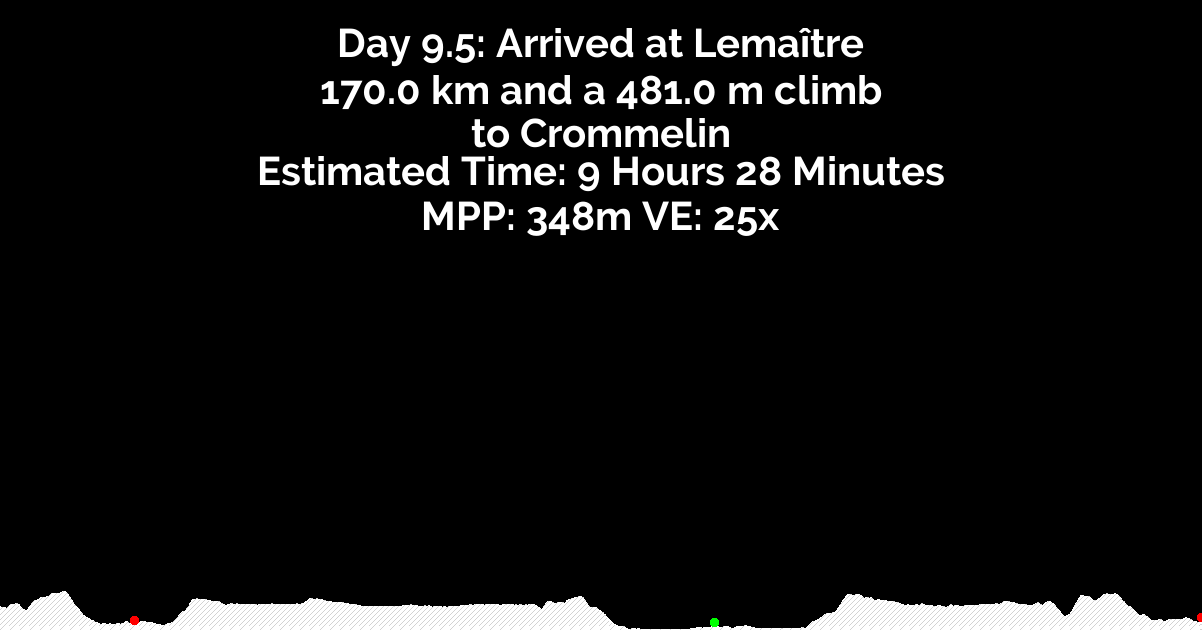 Day 9.5: Arrived at Lemaître
170.0 km and a 481.0 m climb
to Crommelin
Estimated Time: 9 Hours 28 Minutes
MPP: 348m VE: 25x